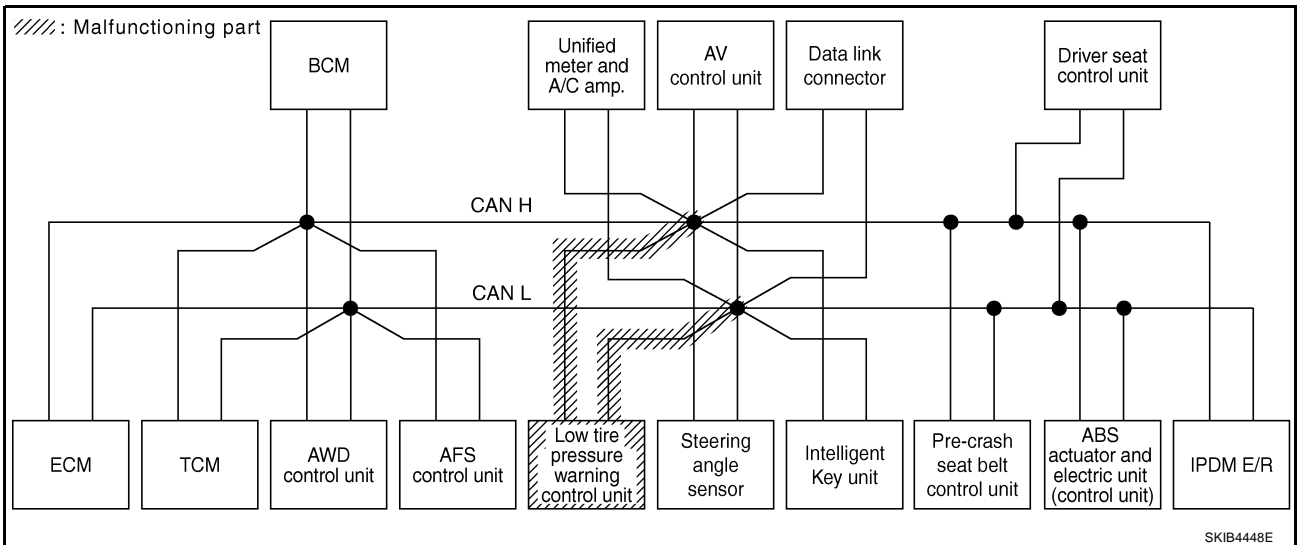 : Malfunctioning part
BCM
Unified
meter and
A/C amp.
AV
control unit
Data link
connector
Driver seat
control unit
CAN H
CAN L
ECM
TCM
AWD
control unit
AFS
control unit
Low tire
pressure
warning
control unit
Steering
angle
sensor
Intelligent
Key unit
Pre-crash
seat belt
control unit
ABS
actuator and
electric unit
(control unit)
IPDM E/R
SKIB4448E